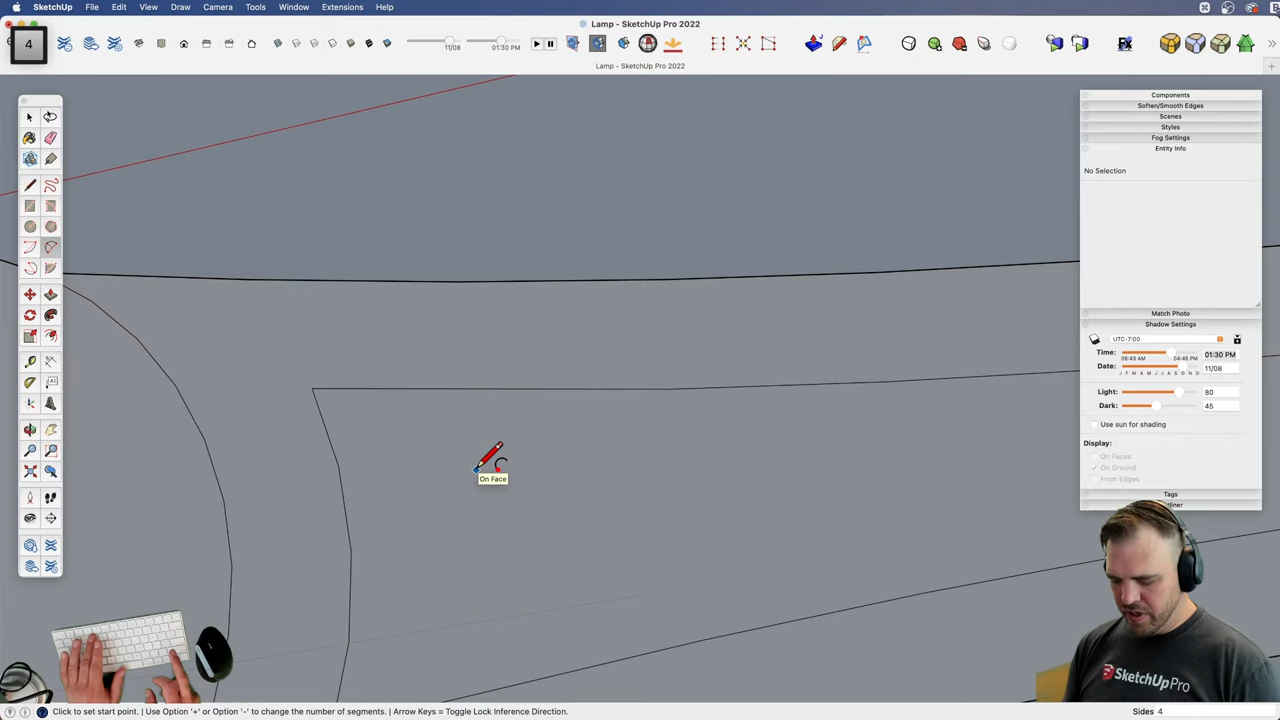 SketchUp File Edit View Draw Camera Tools Window Extensions Help
Lamp - SketchUp Pro 2022
4
11/08
01:30 PM
Lamp - SketchUp Pro 2022
Components
Soften/Smooth Edges
Scenes
Styles
Fog Settings
Entity Info
No Selection
Match Photo
Shadow Settings
UTC-7:00
Time: 01:30 PM
06:43 AM 04:45 PM
Date: 11/08
J F M A M J J A S O N D
Light: 80
Dark: 45
Use sun for shading
Display:
On Faces
On Ground
From Edges
Tags
On Face
SketchUp Pro
Click to set start point. | Use Option '+' or Option '-' to change the number of segments. | Arrow Keys = Toggle Lock Inference Direction.
Sides 4